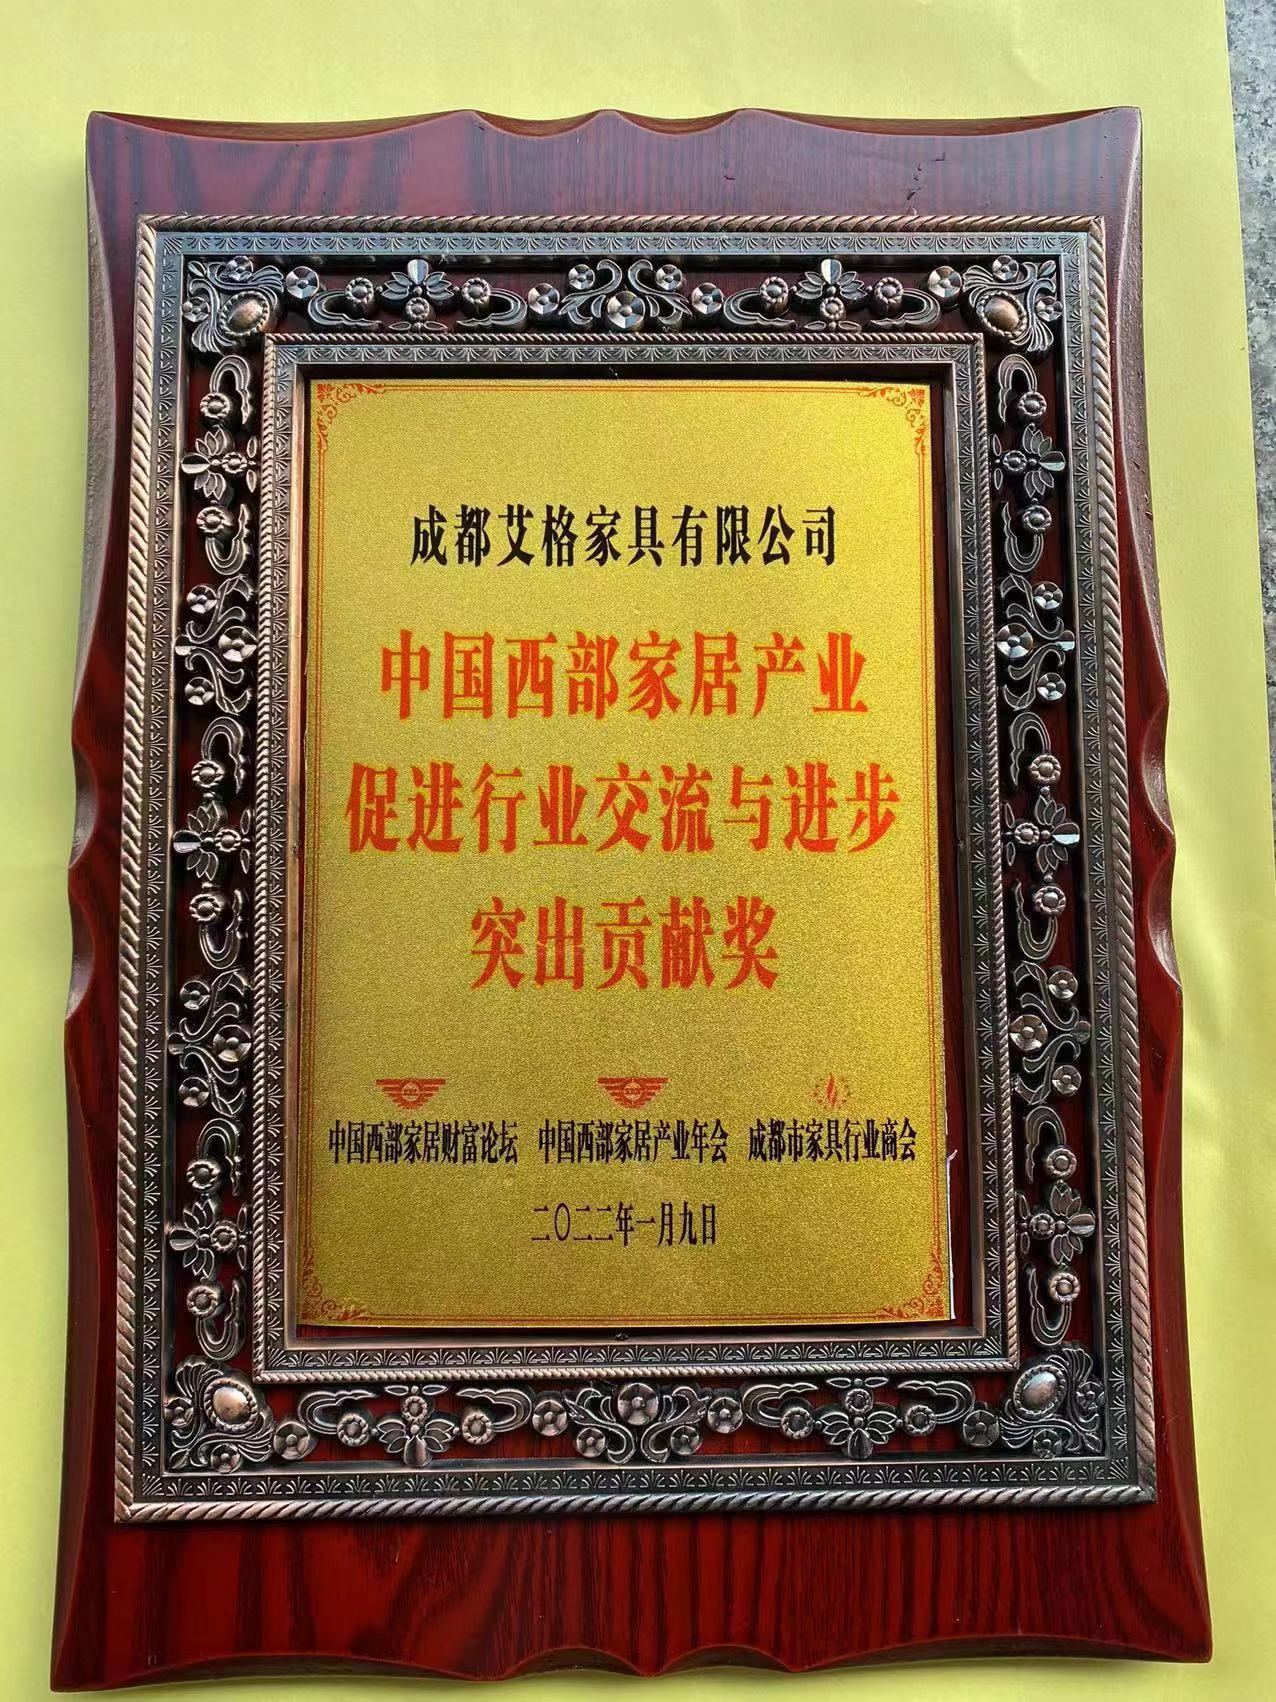 成都艾格家具有限公司
中国西部家居产业
促进行业交流与进步
突出贡献奖
中国西部家居财富论坛 中国西部家居产业年会 成都市家具行业商会
二〇二二年一月九日